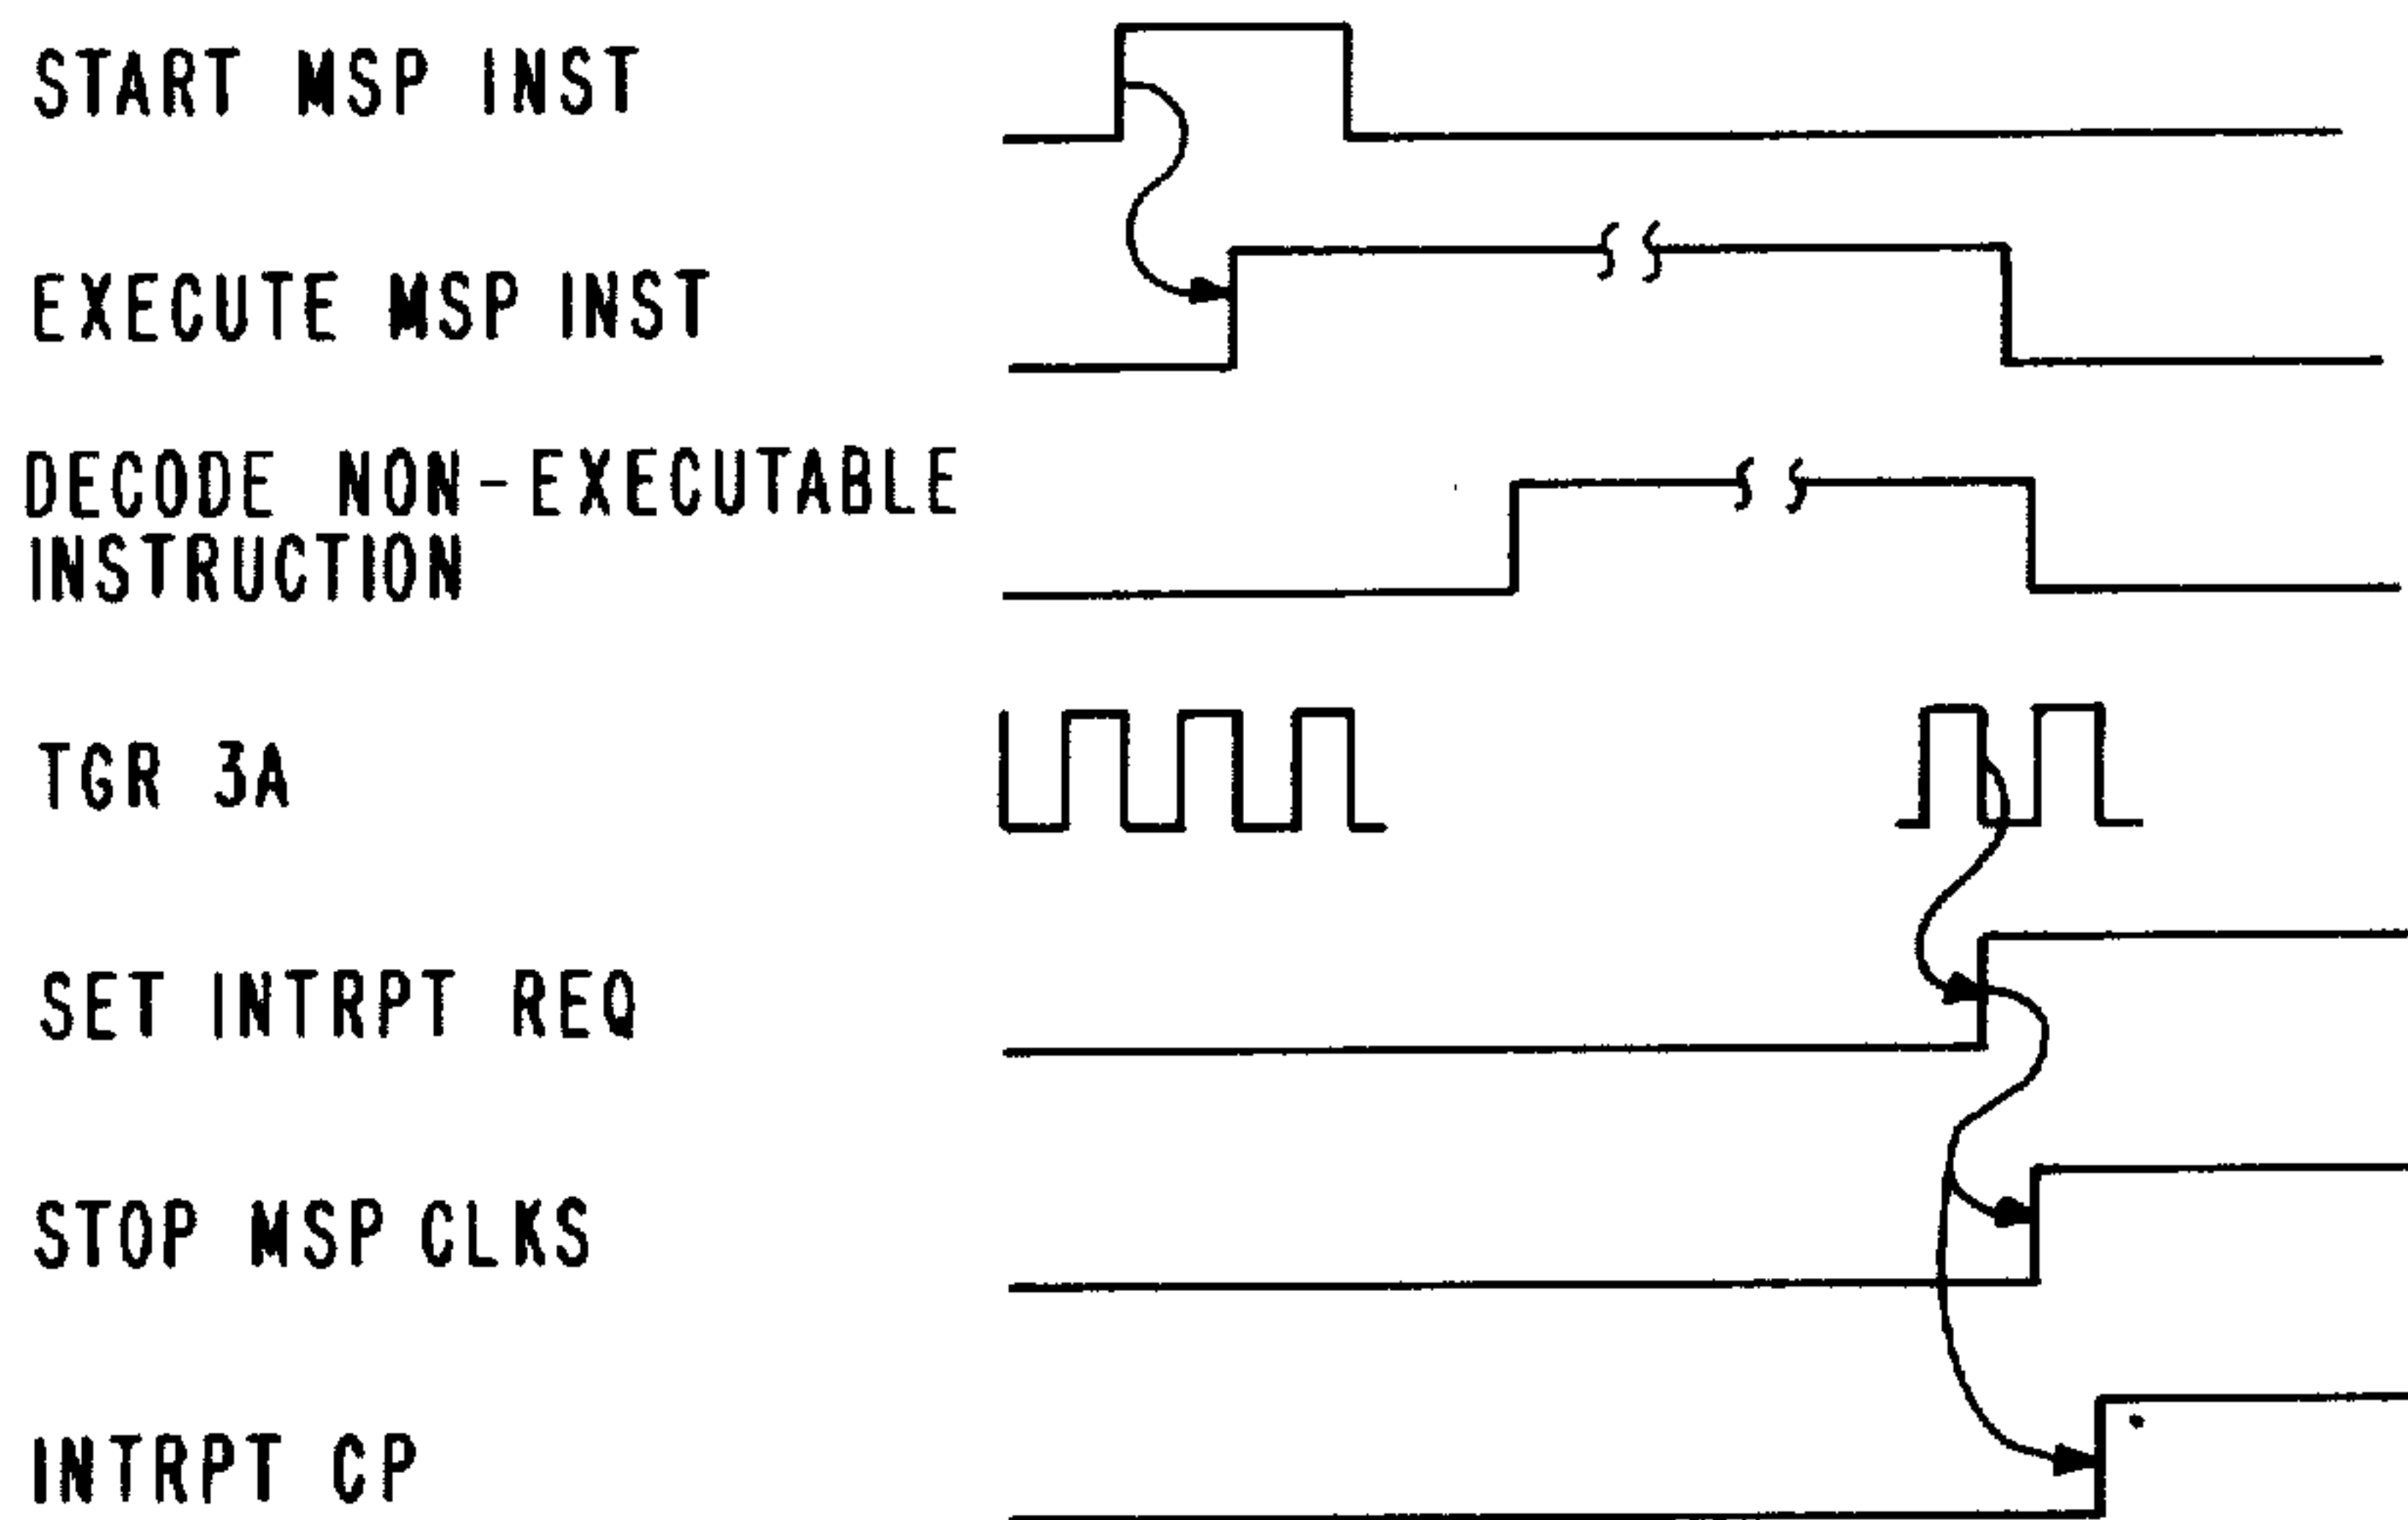 START MSP INST
EXECUTE MSP INST
DECODE NON-EXECUTABLE
INSTRUCTION
TGR 3A
SET INTRPT REQ
STOP MSP CLKS
INTRPT CP